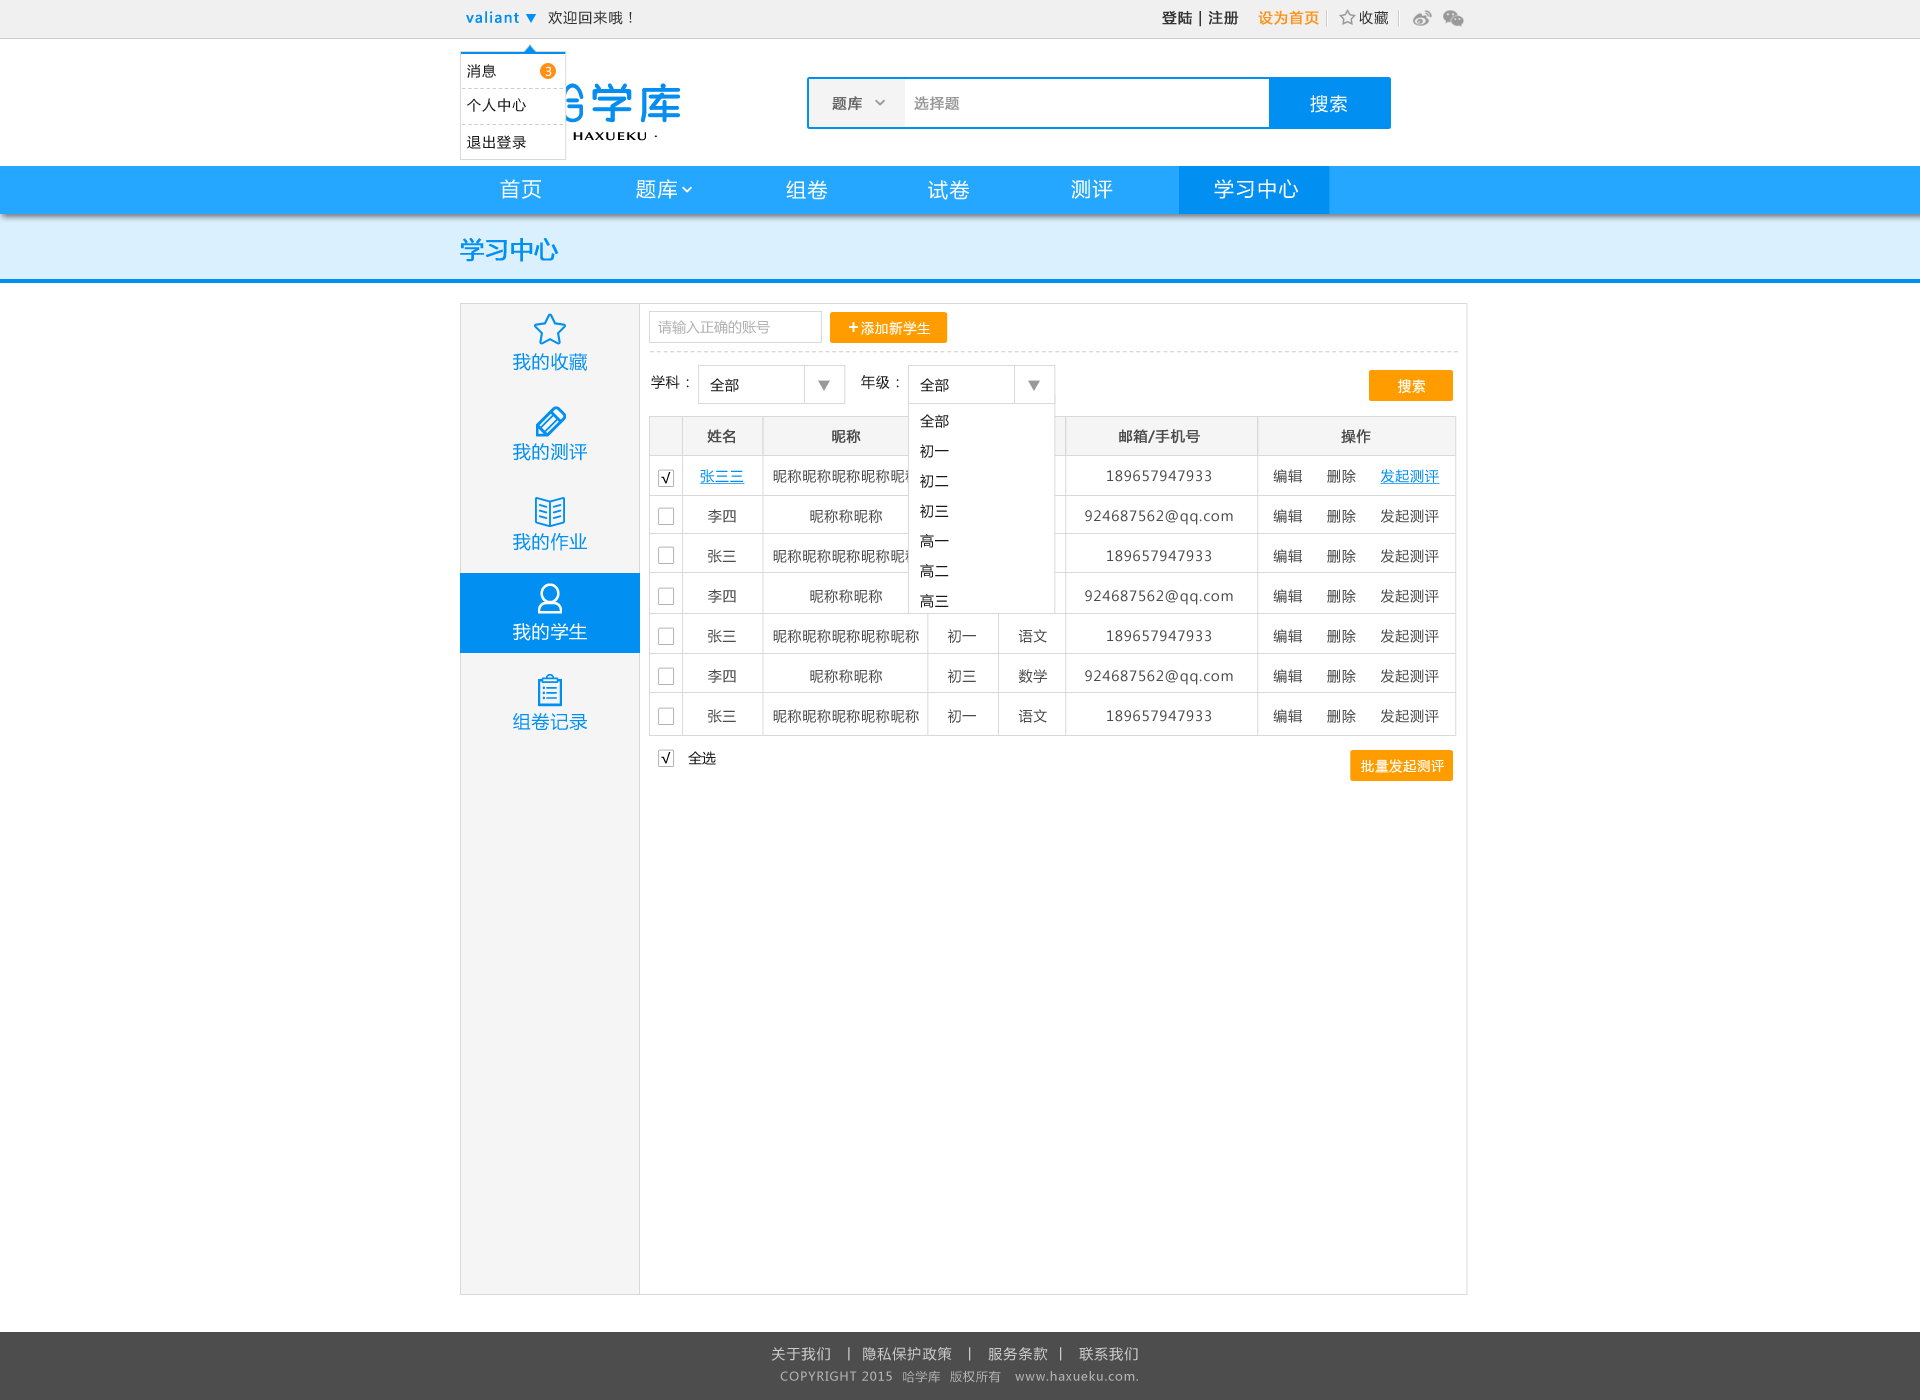 valiant ▼ 欢迎回来哦！ 登陆 | 注册 设为首页 收藏
消息 3
个人中心
退出登录
哈学库
HAXUEKU ·
题库 选择题 搜索
首页 题库 组卷 试卷 测评 学习中心
学习中心
我的收藏
我的测评
我的作业
我的学生
组卷记录
请输入正确的账号 +添加新学生
学科： 全部 ▼ 年级： 全部 ▼ 搜索
全部
初一
初二
初三
高一
高二
高三
姓名 昵称 邮箱/手机号 操作
√ 张三三 昵称昵称昵称昵称昵 189657947933 编辑 删除 发起测评
李四 昵称称昵称 924687562@qq.com 编辑 删除 发起测评
张三 昵称昵称昵称昵称昵 189657947933 编辑 删除 发起测评
李四 昵称称昵称 924687562@qq.com 编辑 删除 发起测评
张三 昵称昵称昵称昵称昵称 初一 语文 189657947933 编辑 删除 发起测评
李四 昵称称昵称 初三 数学 924687562@qq.com 编辑 删除 发起测评
张三 昵称昵称昵称昵称昵称 初一 语文 189657947933 编辑 删除 发起测评
√ 全选 批量发起测评
关于我们 | 隐私保护政策 | 服务条款 | 联系我们
COPYRIGHT 2015 哈学库 版权所有 www.haxueku.com.